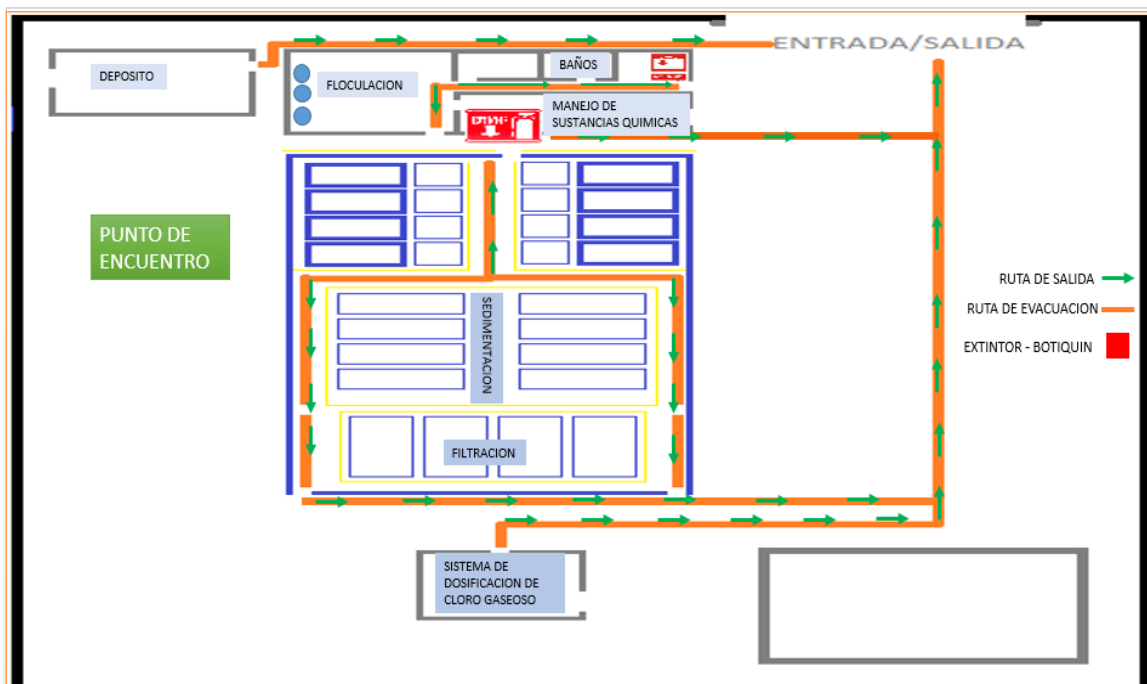 ENTRADA/SALIDA
DEPOSITO
FLOCULACION
BAÑOS
MANEJO DE
SUSTANCIAS QUIMICAS
PUNTO DE
ENCUENTRO
SEDIMENTACION
RUTA DE SALIDA
RUTA DE EVACUACION
EXTINTOR - BOTIQUIN
FILTRACION
SISTEMA DE
DOSIFICACION DE
CLORO GASEOSO